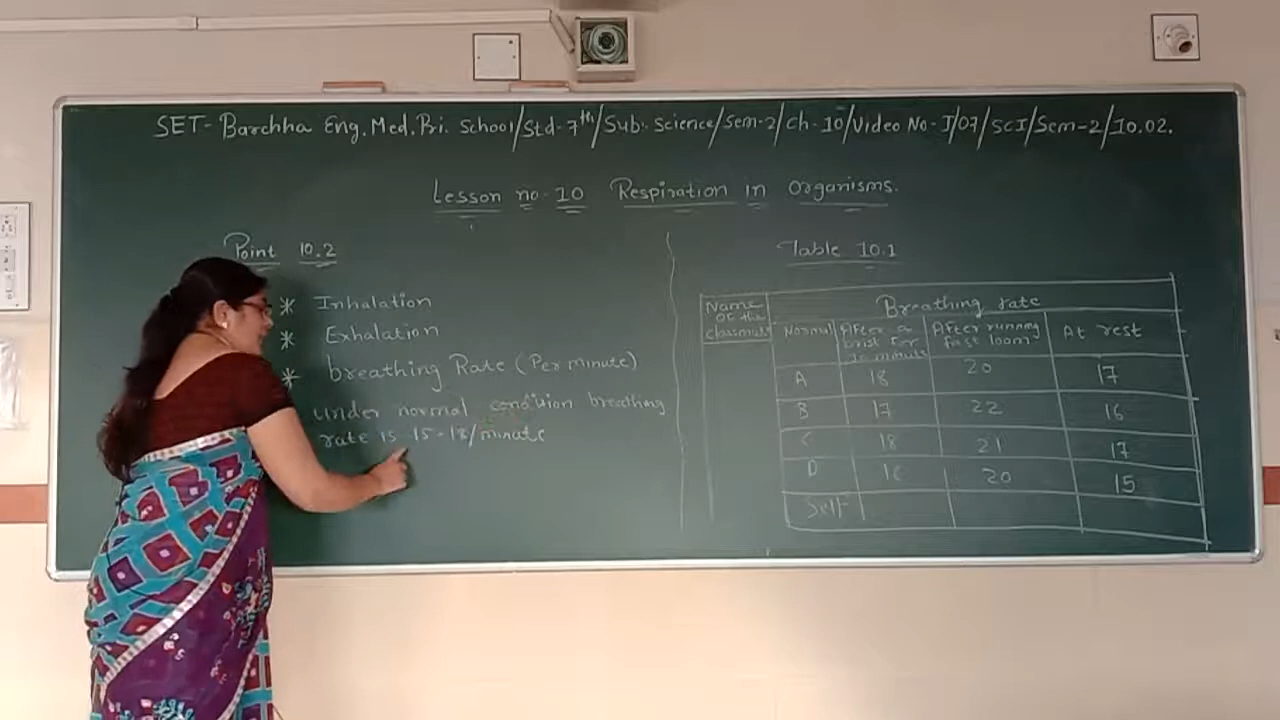 SET- Barchha Eng. Med. Pri. School/Std-7th/Sub: Science/Sem-2/Ch-10/Video No-I/07/SCI/Sem-2/10.02.
Lesson no-10 Respiration in Organisms.
Point 10.2
* Inhalation
* Exhalation
* breathing Rate (Per minute)
under normal condition breathing
rate is 15-18/minute
Table 10.1
Name of the classmate
Breathing rate
Normal After a for 10 minute After running fast At rest
A 18 20 17
B 17 22 16
C 18 21 17
D 16 20 15
Self